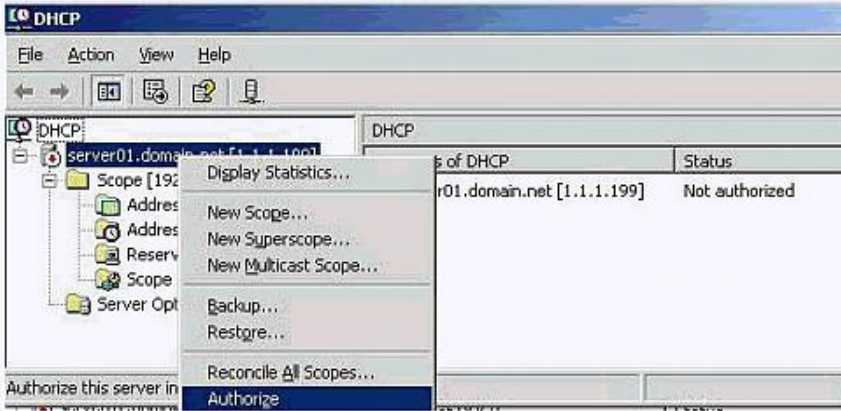 DHCP
File Action View Help
DHCP
server01.domain.net [1.1.1.199]
Scope [192
Addres
Addres
Reserv
Scope
Server Opt
Display Statistics...
New Scope...
New Superscope...
New Multicast Scope...
Backup...
Restore...
Reconcile All Scopes...
Authorize
DHCP
s of DHCP Status
r01.domain.net [1.1.1.199] Not authorized
Authorize this server in